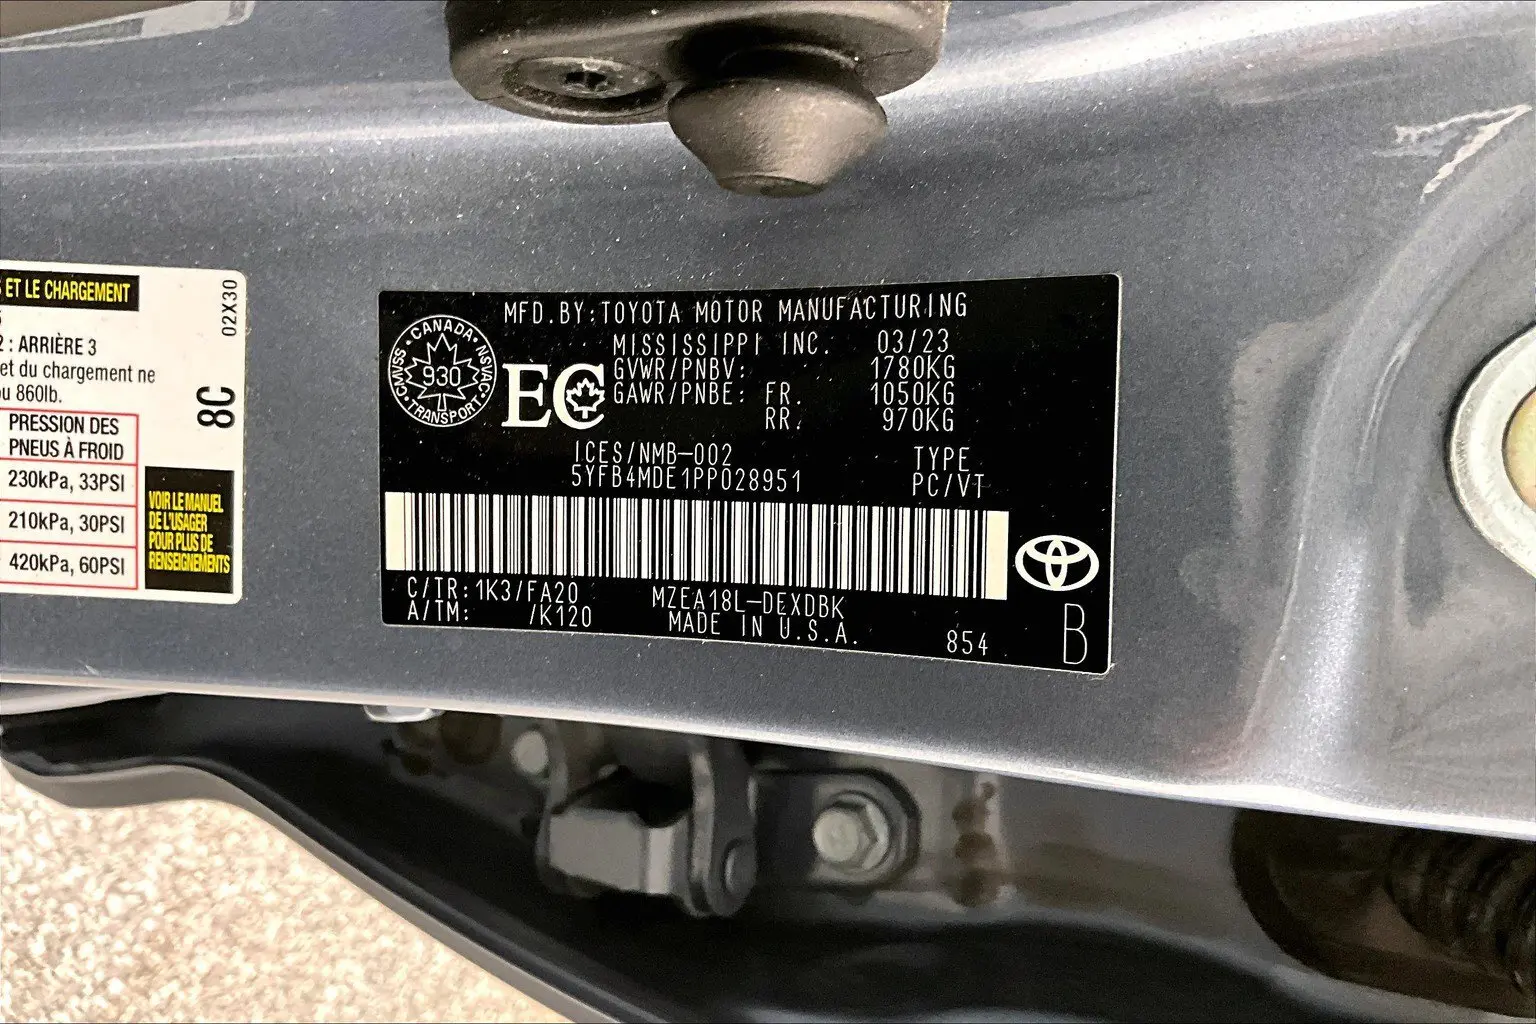 ET LE CHARGEMENT
02X30
: ARRIÈRE 3
et du chargement ne
860lb.
8C
PRESSION DES
PNEUS À FROID
230kPa, 33PSI
210kPa, 30PSI
420kPa, 60PSI
VOIR LE MANUEL
DE L'USAGER
POUR PLUS DE
RENSEIGNEMENTS
MFD.BY:TOYOTA MOTOR MANUFACTURING
MISSISSIPPI INC. 03/23
GVWR/PNBV: 1780KG
GAWR/PNBE: FR. 1050KG
RR. 970KG
CANADA
CMVSS · NSVAC
930
TRANSPORT
EC
ICES/NMB-002 TYPE
5YFB4MDE1PP028951 PC/VT
C/TR:1K3/FA20 MZEA18L-DEXDBK
A/TM: /K120 MADE IN U.S.A. 854
B